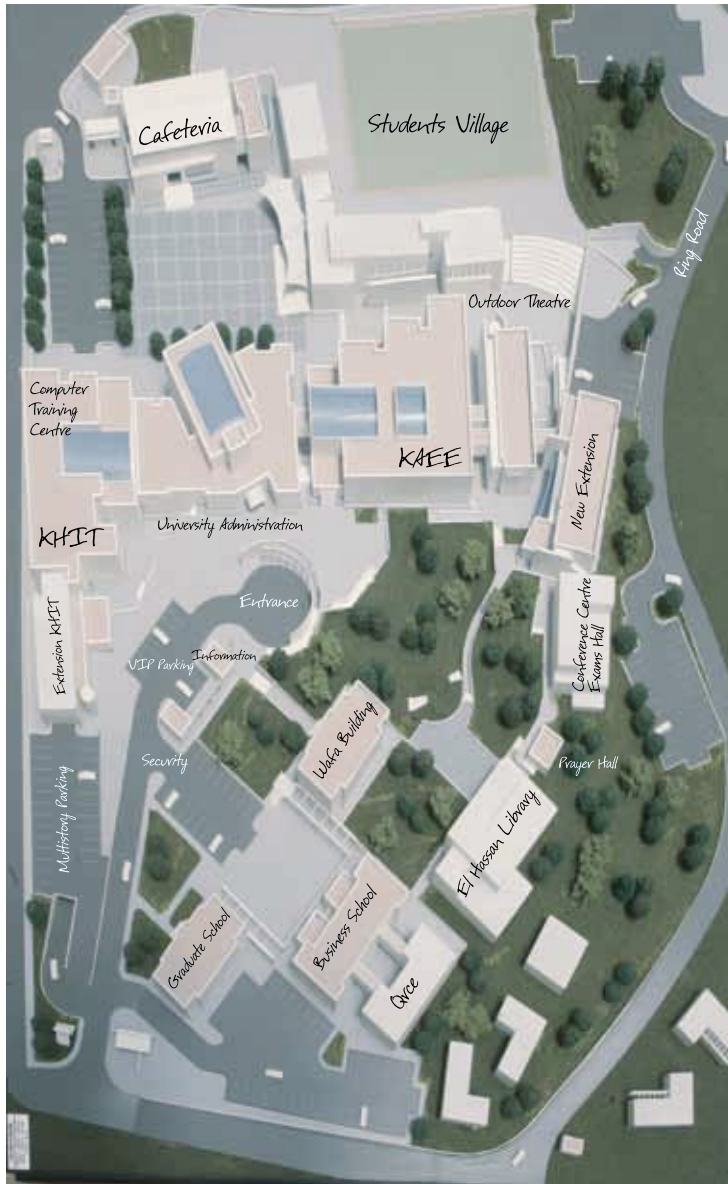 Cafeteria
Students Village
Ring Road
Outdoor Theatre
Computer
Training
Centre
KAEE
New Extension
KHIT
University Administration
Entrance
Extension KHIT
Conference Centre
Exams Hall
VIP Parking
Information
Wafa Building
Security
Prayer Hall
Multistory Parking
El Hassan Library
Graduate School
Business School
Qrce